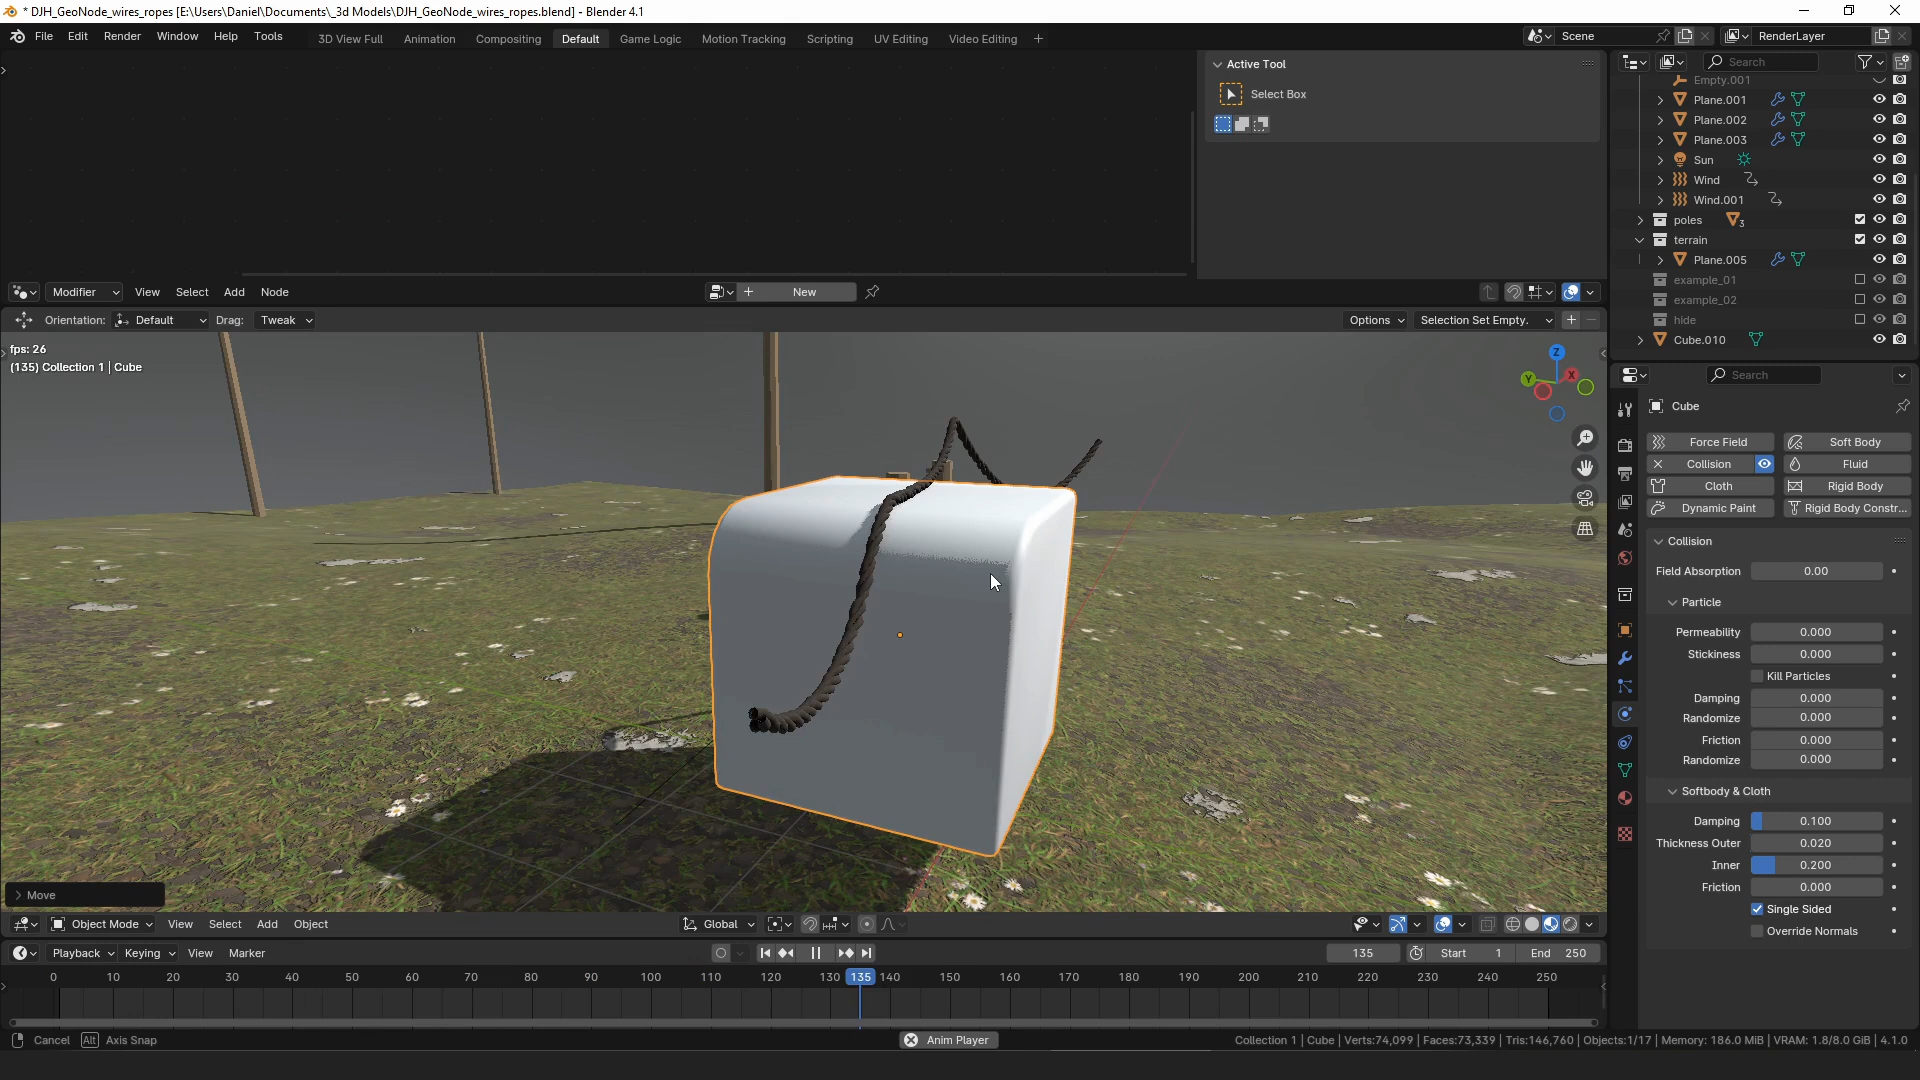 * DJH_GeoNode_wires_ropes [E:\Users\Daniel\Documents\_3d Models\DJH_GeoNode_wires_ropes.blend] - Blender 4.1
File Edit Render Window Help Tools 3D View Full Animation Compositing Default Game Logic Motion Tracking Scripting UV Editing Video Editing + Scene RenderLayer
Active Tool
Select Box
Search
Empty.001
Plane.001
Plane.002
Plane.003
Sun
Wind
Wind.001
poles 3
terrain
Plane.005
example_01
example_02
hide
Cube.010
Modifier View Select Add Node + New
Orientation: Default Drag: Tweak Options Selection Set Empty.
fps: 26
(135) Collection 1 | Cube
Z
Y X
Search
Cube
Force Field Soft Body
Collision Fluid
Cloth Rigid Body
Dynamic Paint Rigid Body Constr...
Collision
Field Absorption 0.00
Particle
Permeability 0.000
Stickiness 0.000
Kill Particles
Damping 0.000
Randomize 0.000
Friction 0.000
Randomize 0.000
Softbody & Cloth
Damping 0.100
Thickness Outer 0.020
Inner 0.200
Friction 0.000
Single Sided
Override Normals
Move
Object Mode View Select Add Object Global
Playback Keying View Marker 135 Start 1 End 250
0 10 20 30 40 50 60 70 80 90 100 110 120 130 135 140 150 160 170 180 190 200 210 220 230 240 250
Cancel Alt Axis Snap Anim Player Collection 1 | Cube | Verts:74,099 | Faces:73,339 | Tris:146,760 | Objects:1/17 | Memory: 186.0 MiB | VRAM: 1.8/8.0 GiB | 4.1.0